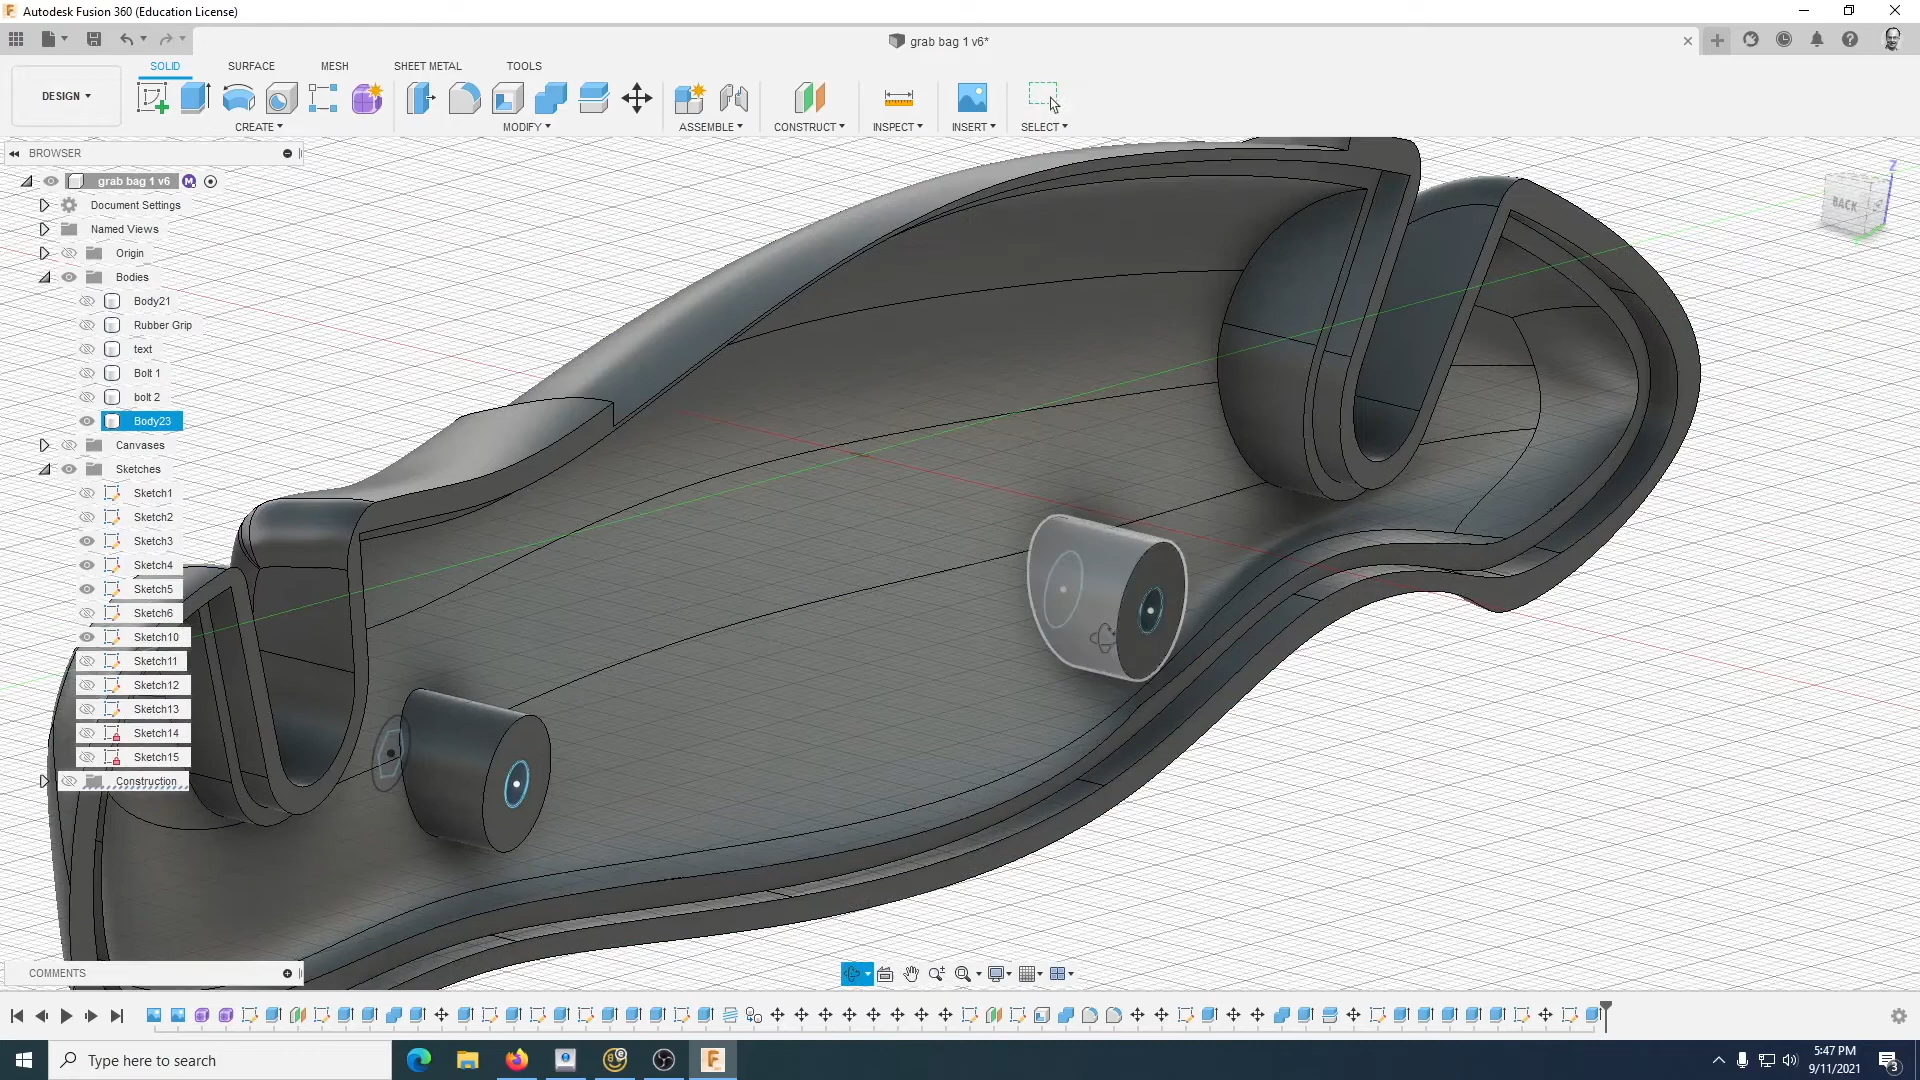 Autodesk Fusion 360 (Education License)
grab bag 1 v6*
DESIGN
SOLID SURFACE MESH SHEET METAL TOOLS
CREATE MODIFY ASSEMBLE CONSTRUCT INSPECT INSERT SELECT
BROWSER
grab bag 1 v6
Document Settings
Named Views
Origin
Bodies
Body21
Rubber Grip
text
Bolt 1
bolt 2
Body23
Canvases
Sketches
Sketch1
Sketch2
Sketch3
Sketch4
Sketch5
Sketch6
Sketch10
Sketch11
Sketch12
Sketch13
Sketch14
Sketch15
Construction
Z
BACK
COMMENTS
Type here to search
5:47 PM
9/11/2021
3